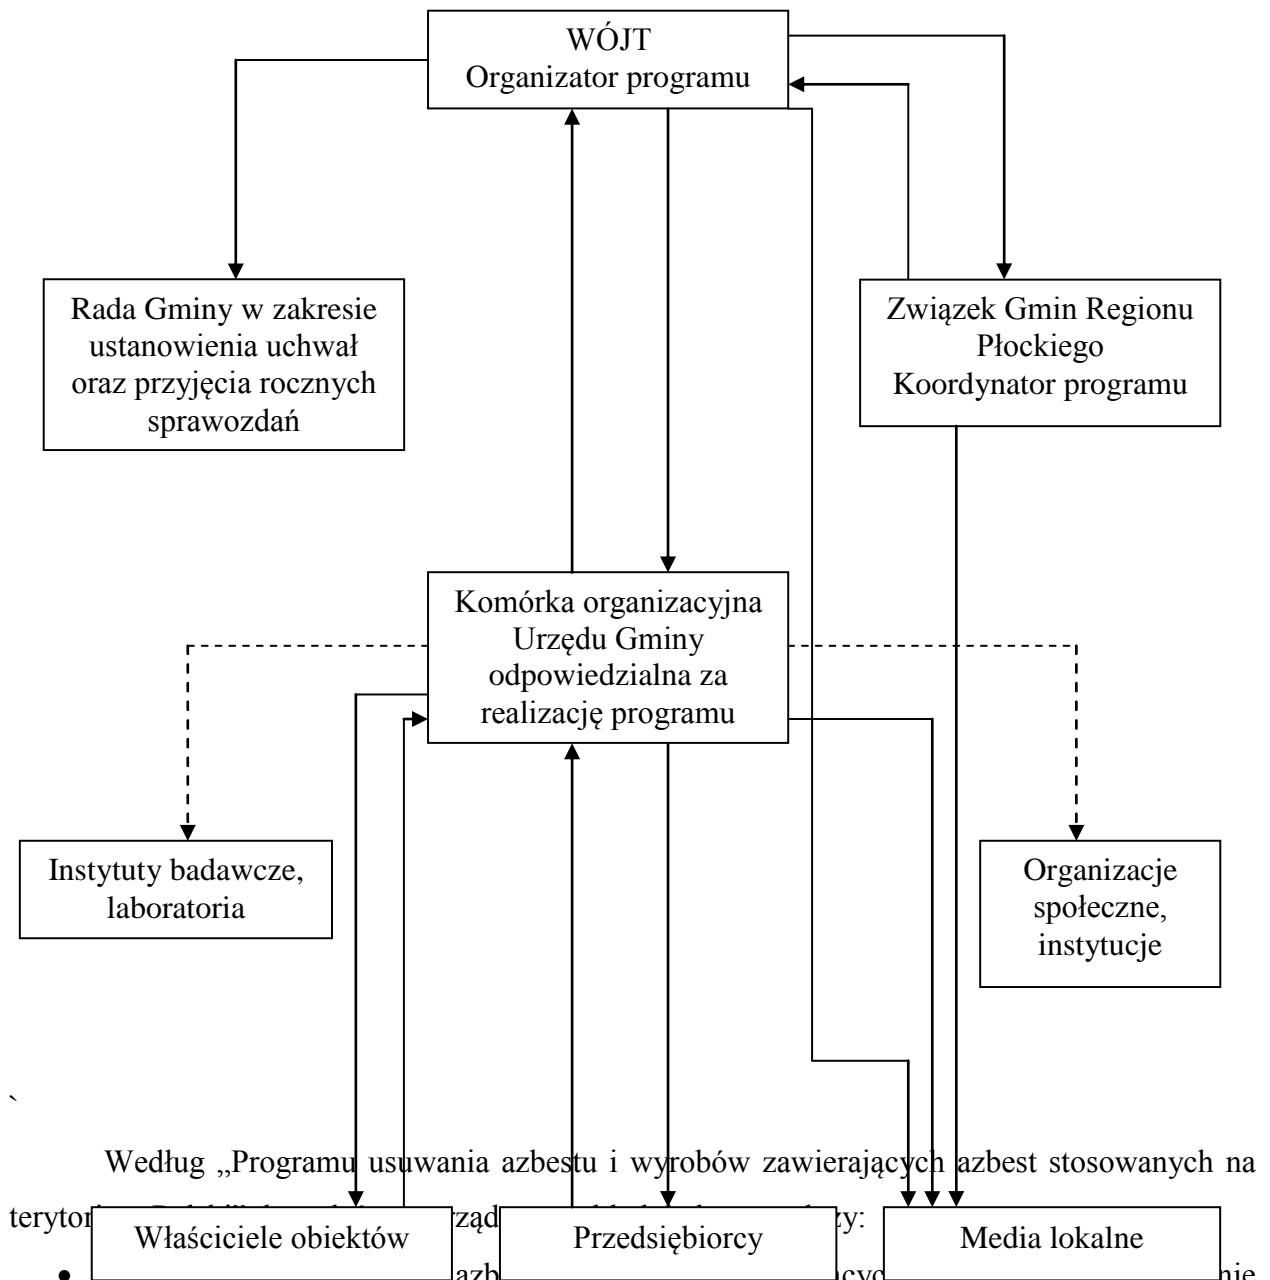 WÓJT
Organizator programu
Rada Gminy w zakresie
ustanowienia uchwał
oraz przyjęcia rocznych
sprawozdań
Związek Gmin Regionu
Płockiego
Koordynator programu
Komórka organizacyjna
Urzędu Gminy
odpowiedzialna za
realizację programu
Instytuty badawcze,
laboratoria
Organizacje
społeczne,
instytucje
`
Według „Programu usuwania azbestu i wyrobów zawierających azbest stosowanych na
Właściciele obiektów
Przedsiębiorcy
Media lokalne